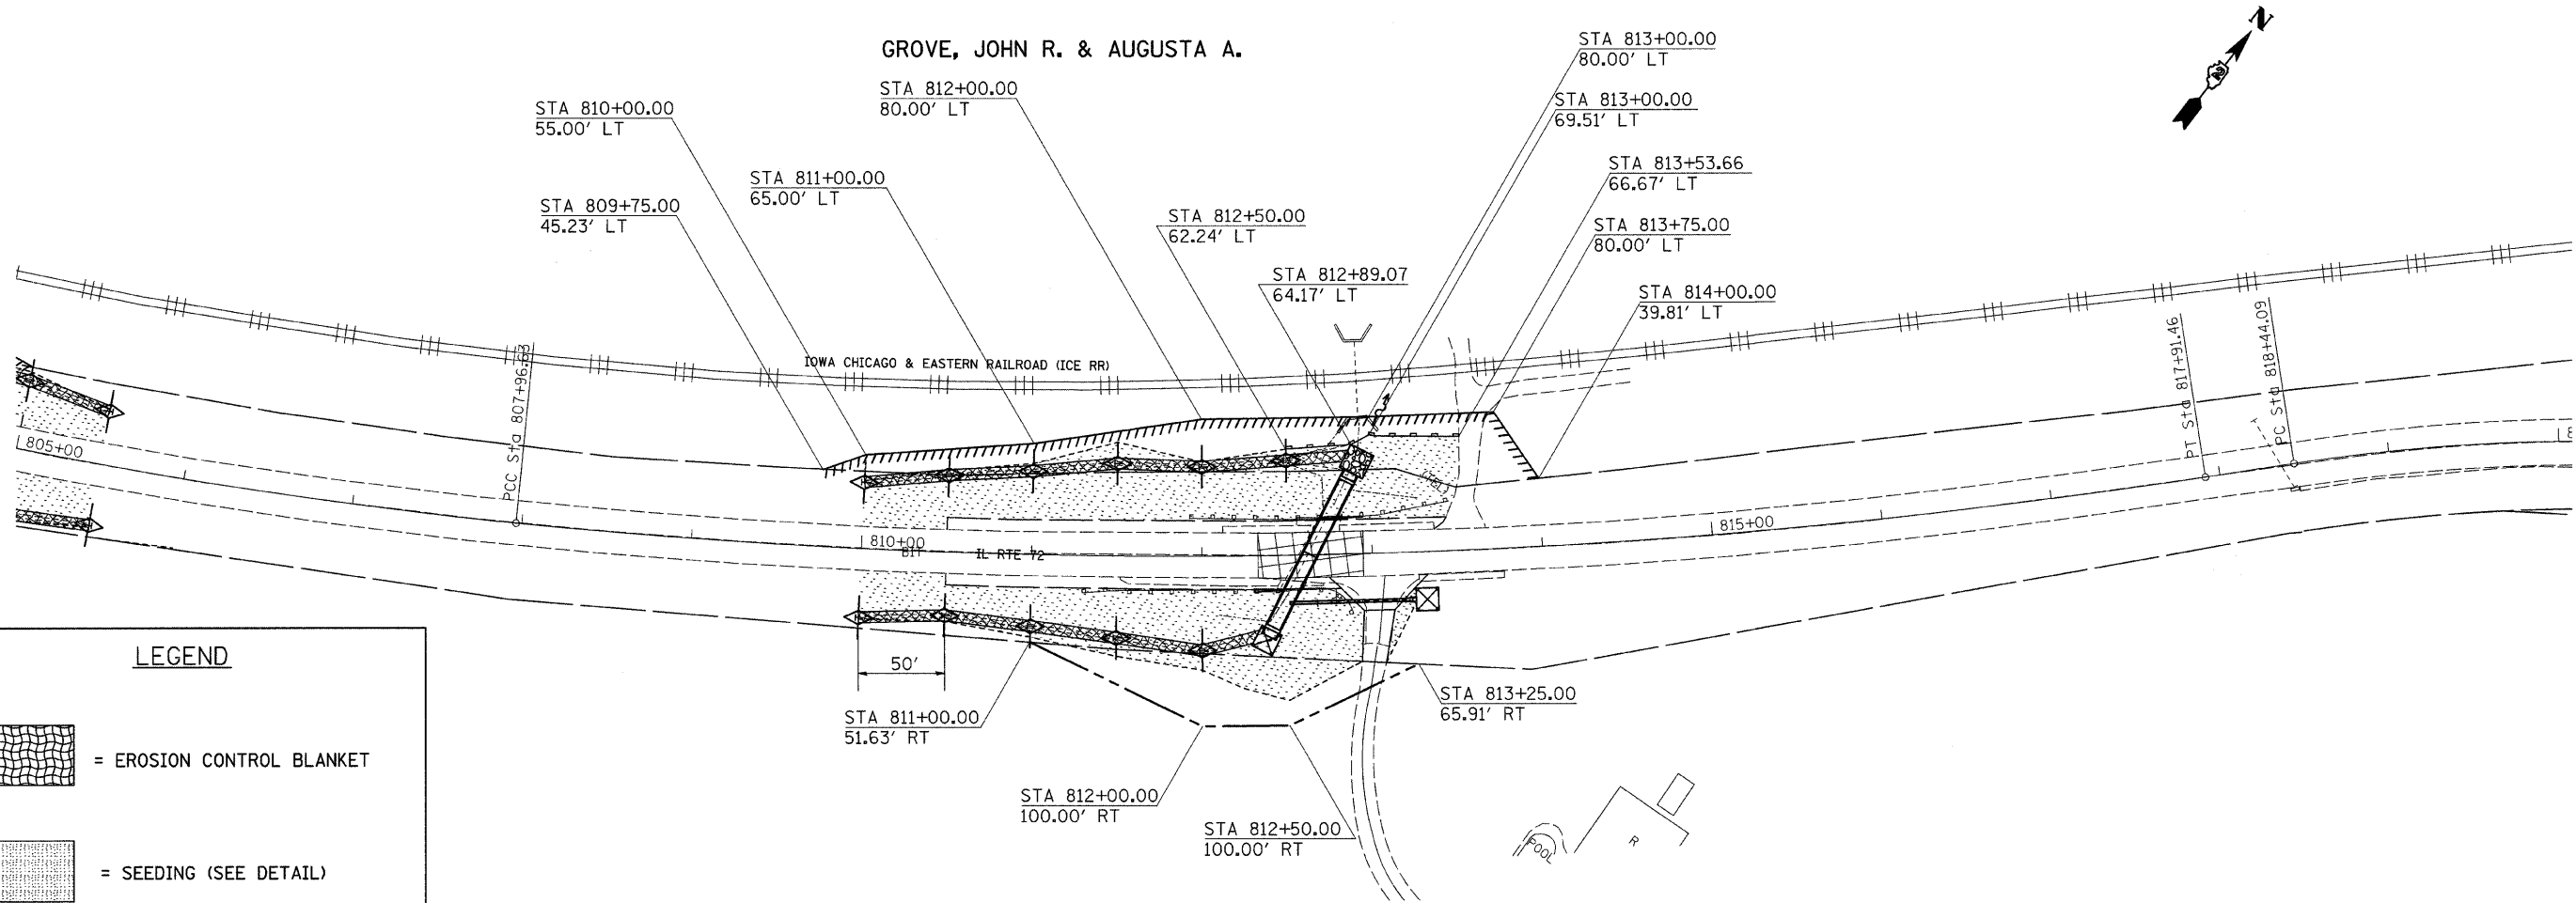 GROVE, JOHN R. & AUGUSTA A.
N
STA 813+00.00
80.00' LT
STA 812+00.00
80.00' LT
STA 813+00.00
69.51' LT
STA 810+00.00
55.00' LT
STA 813+53.66
66.67' LT
STA 811+00.00
65.00' LT
STA 809+75.00
45.23' LT
STA 812+50.00
62.24' LT
STA 813+75.00
80.00' LT
STA 812+89.07
64.17' LT
STA 814+00.00
39.81' LT
IOWA CHICAGO & EASTERN RAILROAD (ICE RR)
PCC Sta 807+96.63
PT Sta 817+91.46
PC Sta 818+44.09
805+00
810+00
815+00
BIT
IL RTE 72
50'
STA 811+00.00
51.63' RT
STA 813+25.00
65.91' RT
STA 812+00.00
100.00' RT
STA 812+50.00
100.00' RT
POOL
R
LEGEND
= EROSION CONTROL BLANKET
= SEEDING (SEE DETAIL)